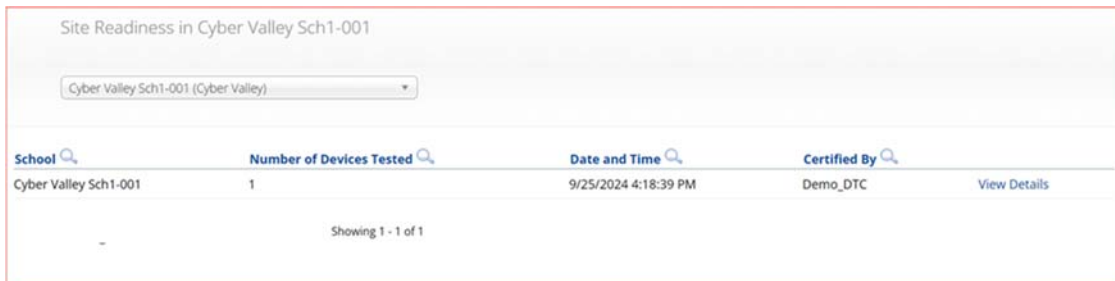 Site Readiness in Cyber Valley Sch1-001
Cyber Valley Sch1-001 (Cyber Valley)
School Number of Devices Tested Date and Time Certified By
Cyber Valley Sch1-001 1 9/25/2024 4:18:39 PM Demo_DTC View Details
Showing 1 - 1 of 1